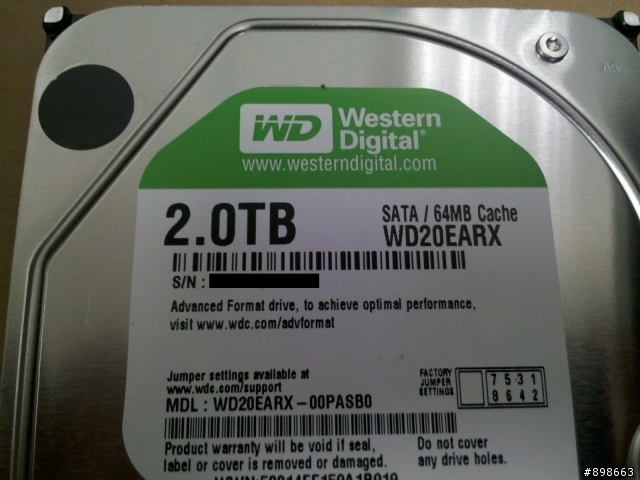 WD Western
Digital®
www.westerndigital.com
2.0TB
SATA / 64MB Cache
WD20EARX
S/N :
Advanced Format drive, to achieve optimal performance,
visit www.wdc.com/advformat
Jumper settings available at
www.wdc.com/support
FACTORY
JUMPER
SETTINGS
7 5 3 1
8 6 4 2
MDL : WD20EARX-00PASB0
Product warranty will be void if seal,
label or cover is removed or damaged.
Do not cover
any drive holes.
#898663